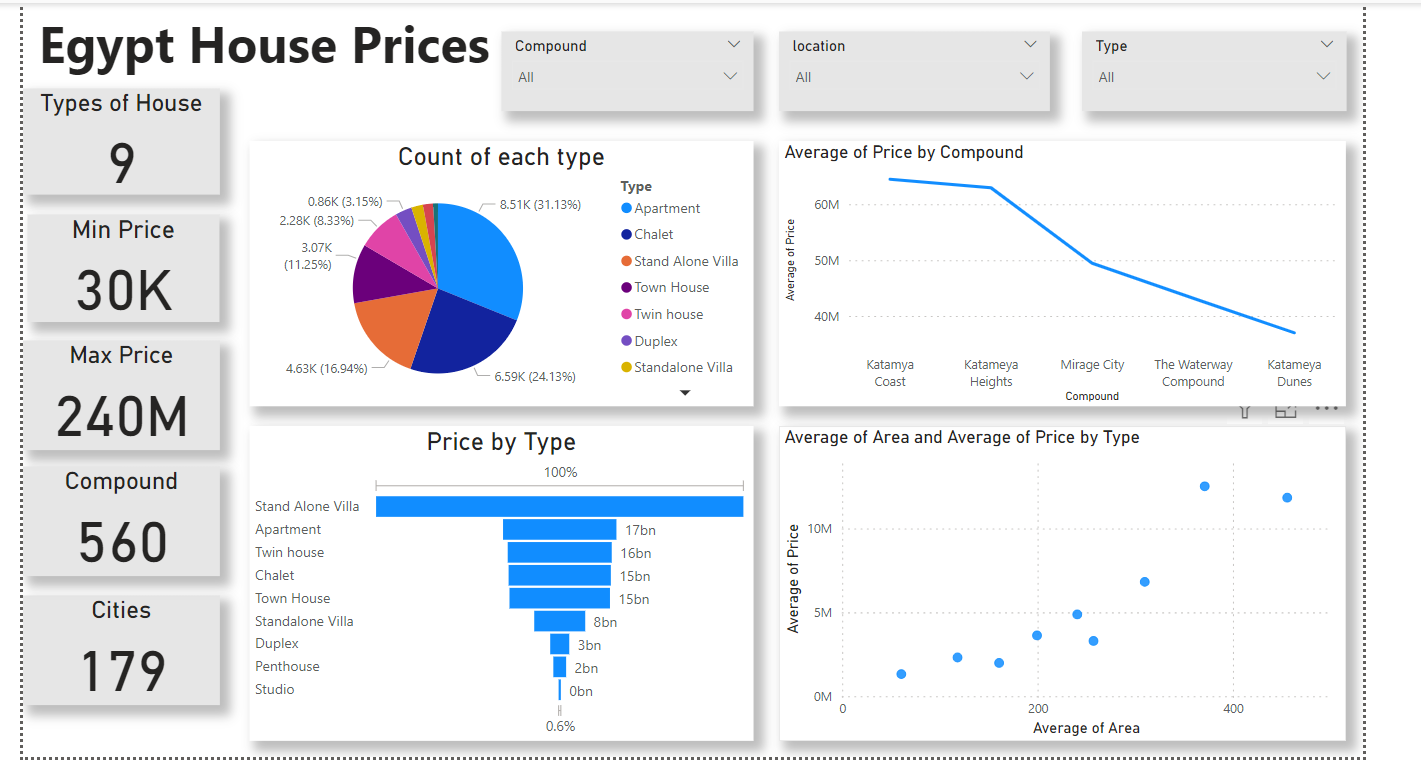 Egypt House Prices
Compound
All
location
All
Type
All
Types of House
9
Min Price
30K
Max Price
240M
Compound
560
Cities
179
Count of each type
0.86K (3.15%)
2.28K (8.33%)
3.07K
(11.25%)
4.63K (16.94%)
8.51K (31.13%)
6.59K (24.13%)
Type
Apartment
Chalet
Stand Alone Villa
Town House
Twin house
Duplex
Standalone Villa
Average of Price by Compound
Average of Price
60M
50M
40M
Katamya
Coast
Katameya
Heights
Mirage City
The Waterway
Compound
Katameya
Dunes
Compound
Price by Type
100%
Stand Alone Villa
Apartment 17bn
Twin house 16bn
Chalet 15bn
Town House 15bn
Standalone Villa 8bn
Duplex 3bn
Penthouse 2bn
Studio 0bn
0.6%
Average of Area and Average of Price by Type
Average of Price
10M
5M
0M
0 200 400
Average of Area